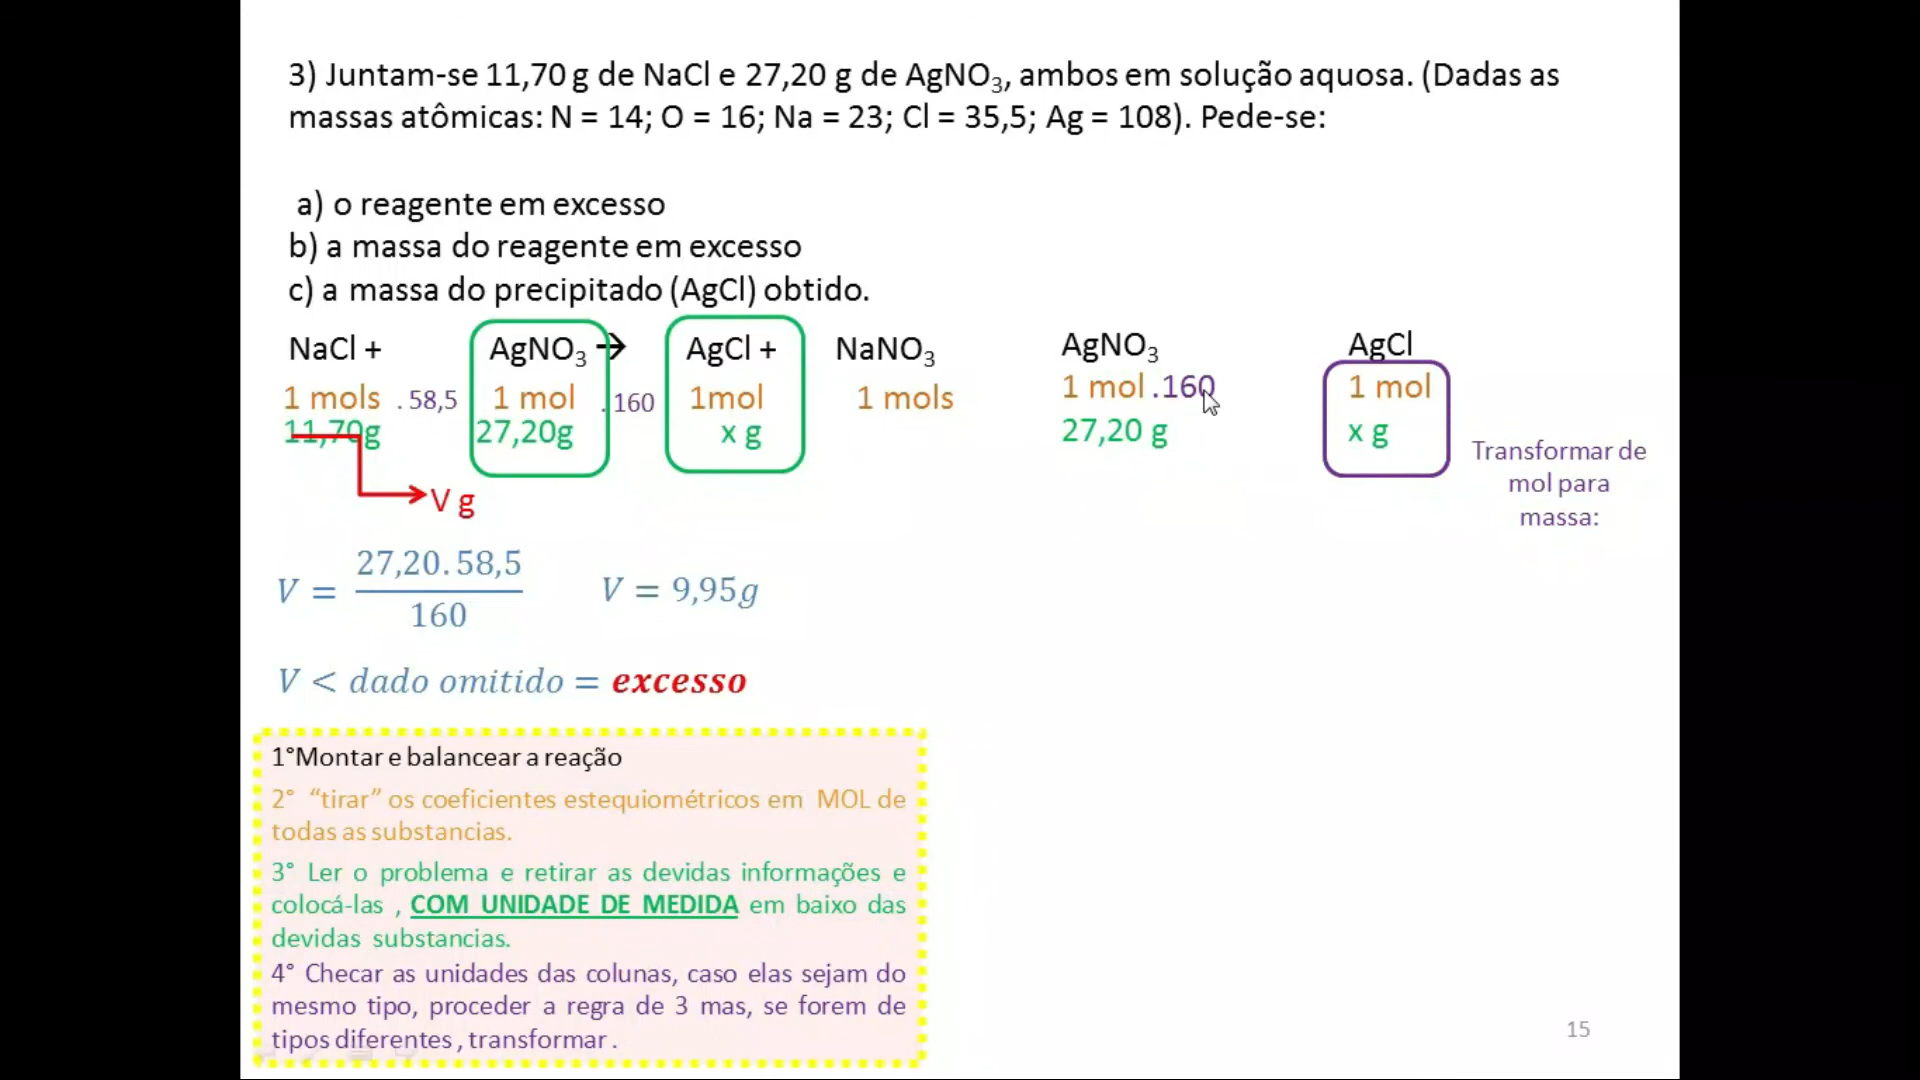 3) Juntam-se 11,70 g de NaCl e 27,20 g de AgNO₃, ambos em solução aquosa. (Dadas as
massas atômicas: N = 14; O = 16; Na = 23; Cl = 35,5; Ag = 108). Pede-se:
a) o reagente em excesso
b) a massa do reagente em excesso
c) a massa do precipitado (AgCl) obtido.
NaCl + AgNO₃ → AgCl + NaNO₃
1 mols . 58,5 1 mol . 160 1mol 1 mols
11,70g 27,20g x g
V g
AgNO₃ AgCl
1 mol .160 1 mol
27,20 g x g
Transformar de
mol para
massa:
V = 27,20 . 58,5 / 160 V = 9,95g
V < dado omitido = excesso
1°Montar e balancear a reação
2° “tirar” os coeficientes estequiométricos em MOL de
todas as substancias.
3° Ler o problema e retirar as devidas informações e
colocá-las , COM UNIDADE DE MEDIDA em baixo das
devidas substancias.
4° Checar as unidades das colunas, caso elas sejam do
mesmo tipo, proceder a regra de 3 mas, se forem de
tipos diferentes , transformar .
15